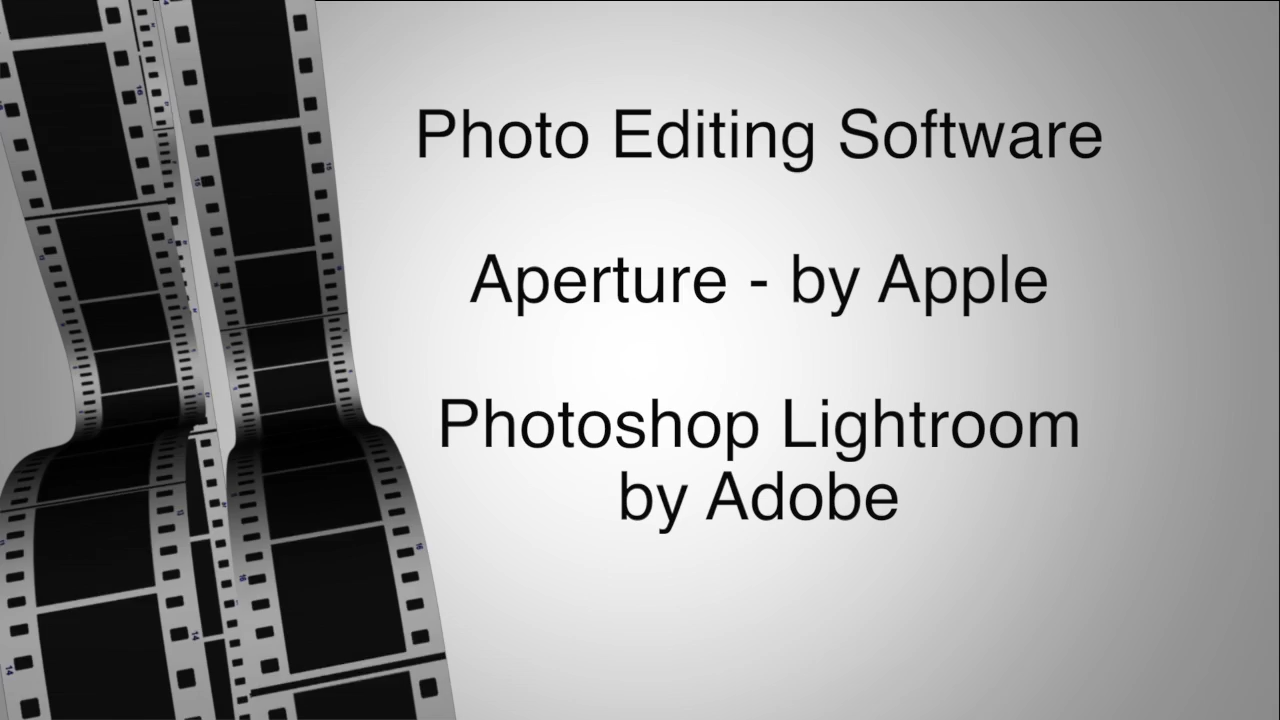 Photo Editing Software
Aperture - by Apple
Photoshop Lightroom
by Adobe